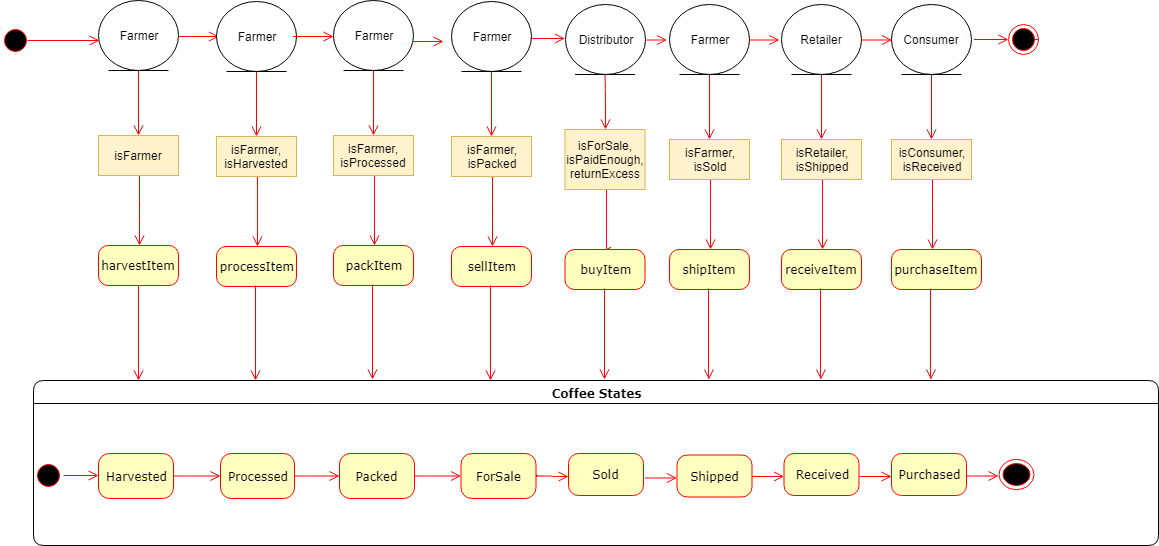 Farmer
Farmer
Farmer
Farmer
Distributor
Farmer
Retailer
Consumer
isFarmer
isFarmer,
isHarvested
isFarmer,
isProcessed
isFarmer,
isPacked
isForSale,
isPaidEnough,
returnExcess
isFarmer,
isSold
isRetailer,
isShipped
isConsumer,
isReceived
harvestItem
processItem
packItem
sellItem
buyItem
shipItem
receiveItem
purchaseItem
Coffee States
Harvested
Processed
Packed
ForSale
Sold
Shipped
Received
Purchased